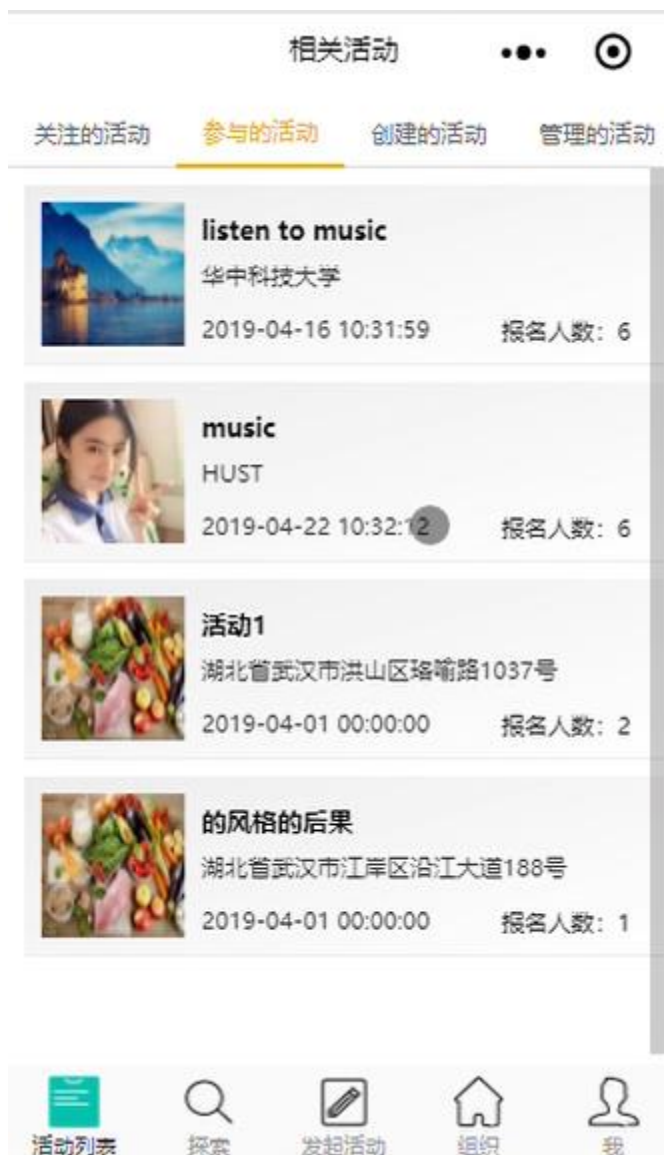 相关活动
关注的活动 参与的活动 创建的活动 管理的活动
listen to music
华中科技大学
2019-04-16 10:31:59 报名人数：6
music
HUST
2019-04-22 10:32:12 报名人数：6
活动1
湖北省武汉市洪山区珞喻路1037号
2019-04-01 00:00:00 报名人数：2
的风格的后果
湖北省武汉市江岸区沿江大道188号
2019-04-01 00:00:00 报名人数：1
活动列表 探索 发起活动 组织 我